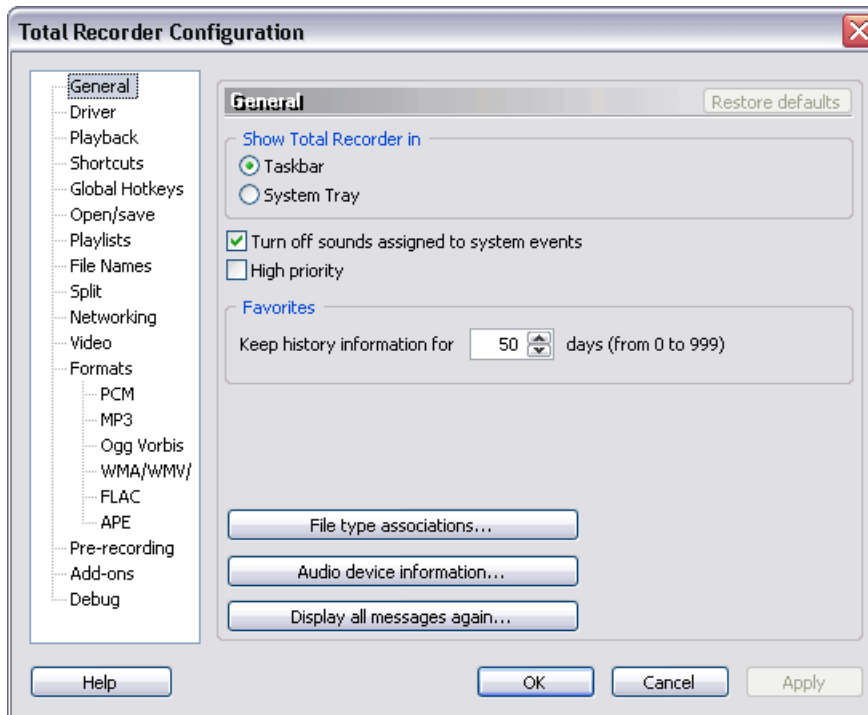 Total Recorder Configuration
General
Driver
Playback
Shortcuts
Global Hotkeys
Open/save
Playlists
File Names
Split
Networking
Video
Formats
PCM
MP3
Ogg Vorbis
WMA/WMV/
FLAC
APE
Pre-recording
Add-ons
Debug
General
Restore defaults
Show Total Recorder in
Taskbar
System Tray
Turn off sounds assigned to system events
High priority
Favorites
Keep history information for 50 days (from 0 to 999)
File type associations...
Audio device information...
Display all messages again...
Help
OK
Cancel
Apply